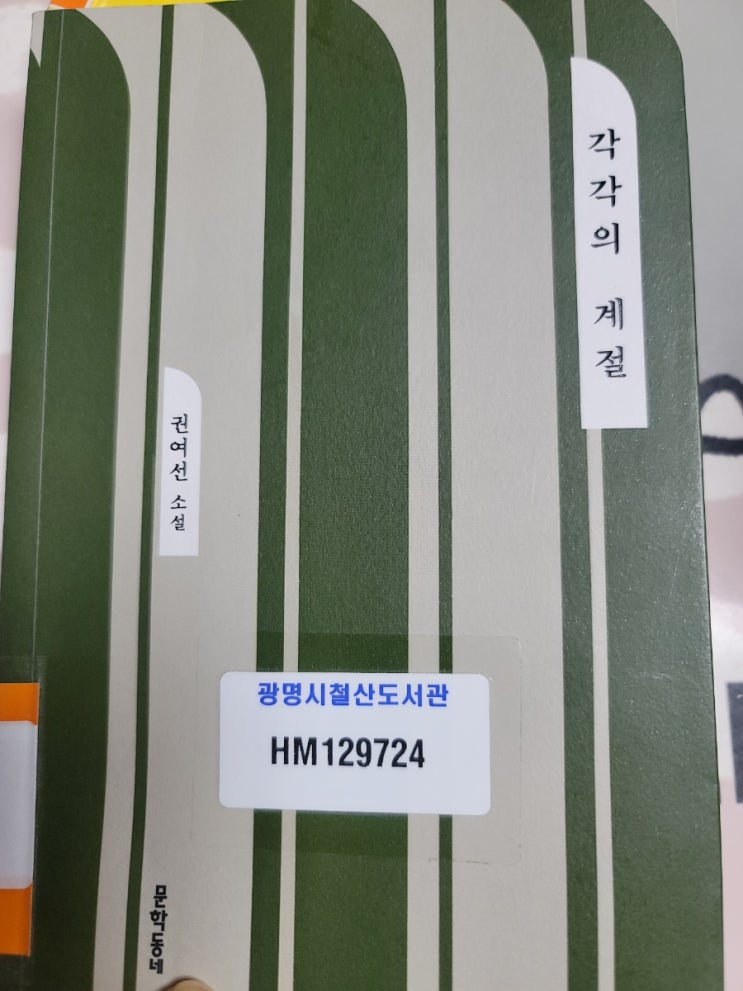 각각의 계절
권여선 소설
광명시철산도서관
HM129724
문학동네